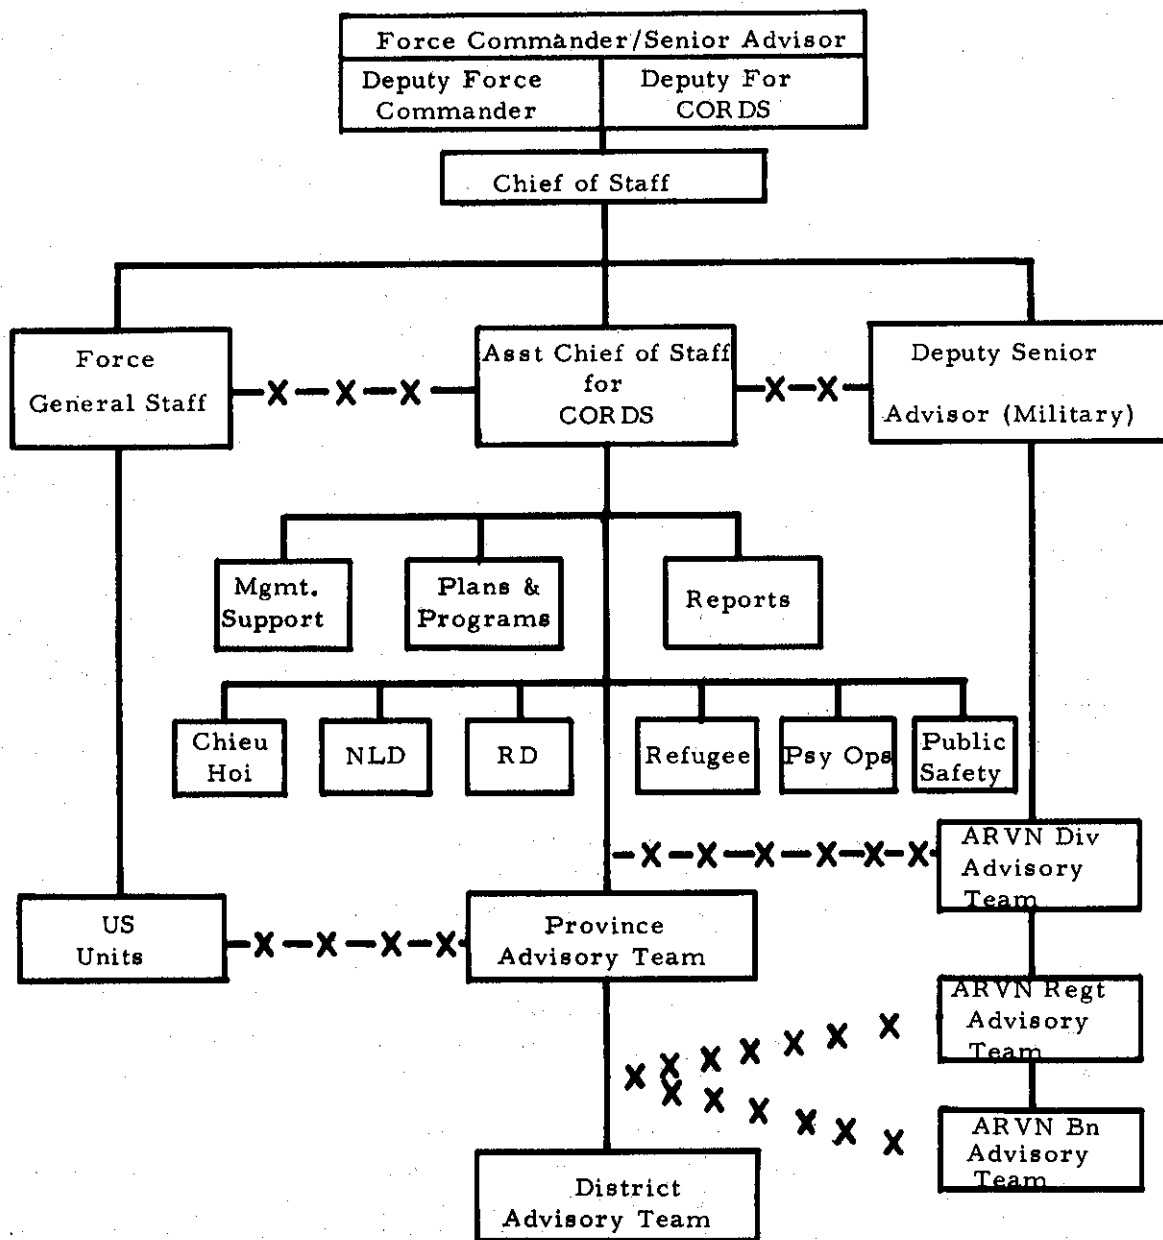 Force Commander/Senior Advisor
Deputy Force
Commander
Deputy For
CORDS
Chief of Staff
Force
General Staff
Asst Chief of Staff
for
CORDS
Deputy Senior
Advisor (Military)
Mgmt.
Support
Plans &
Programs
Reports
Chieu
Hoi
NLD
RD
Refugee
Psy Ops
Public
Safety
ARVN Div
Advisory
Team
US
Units
Province
Advisory Team
ARVN Regt
Advisory
Team
ARVN Bn
Advisory
Team
District
Advisory Team